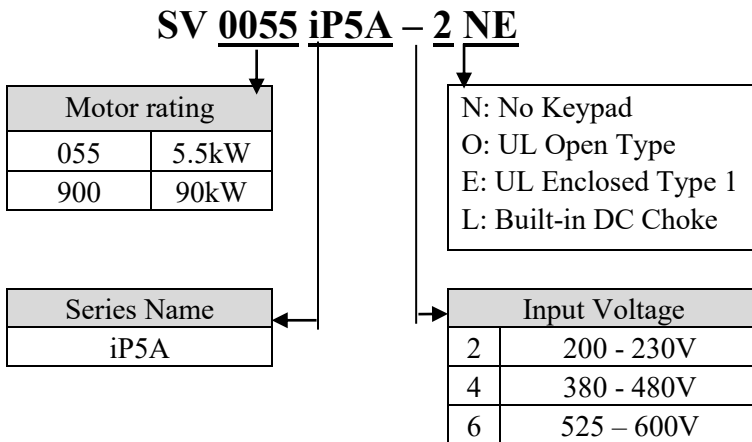 SV 0055 iP5A – 2 NE
Motor rating
055 5.5kW
900 90kW
N: No Keypad
O: UL Open Type
E: UL Enclosed Type 1
L: Built-in DC Choke
Series Name
iP5A
Input Voltage
2 200 - 230V
4 380 - 480V
6 525 – 600V